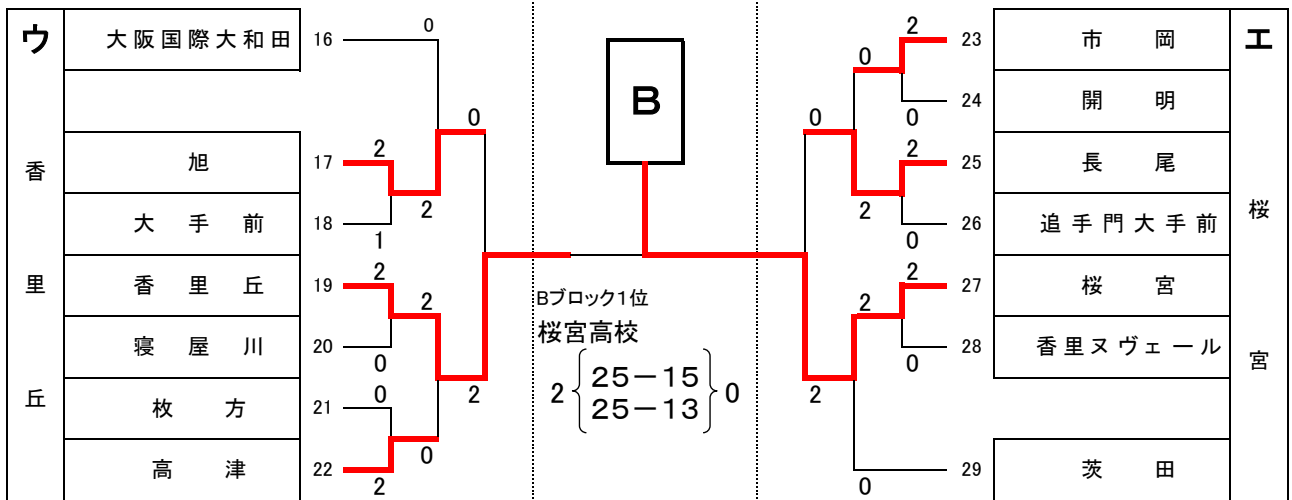 ウ
香里丘
大阪国際大和田 16 0
旭 17 2
大手前 18 1
2
0
香里丘 19 2
寝屋川 20 0
2
枚方 21 0
高津 22 2
0
2
B
Bブロック1位
桜宮高校
2 25-15 0
25-13
エ
桜宮
2 23 市岡
0
0 24 開明
0
2 25 長尾
2
0 26 追手門大手前
2 27 桜宮
2
0 28 香里ヌヴェール
2
0 29 茨田